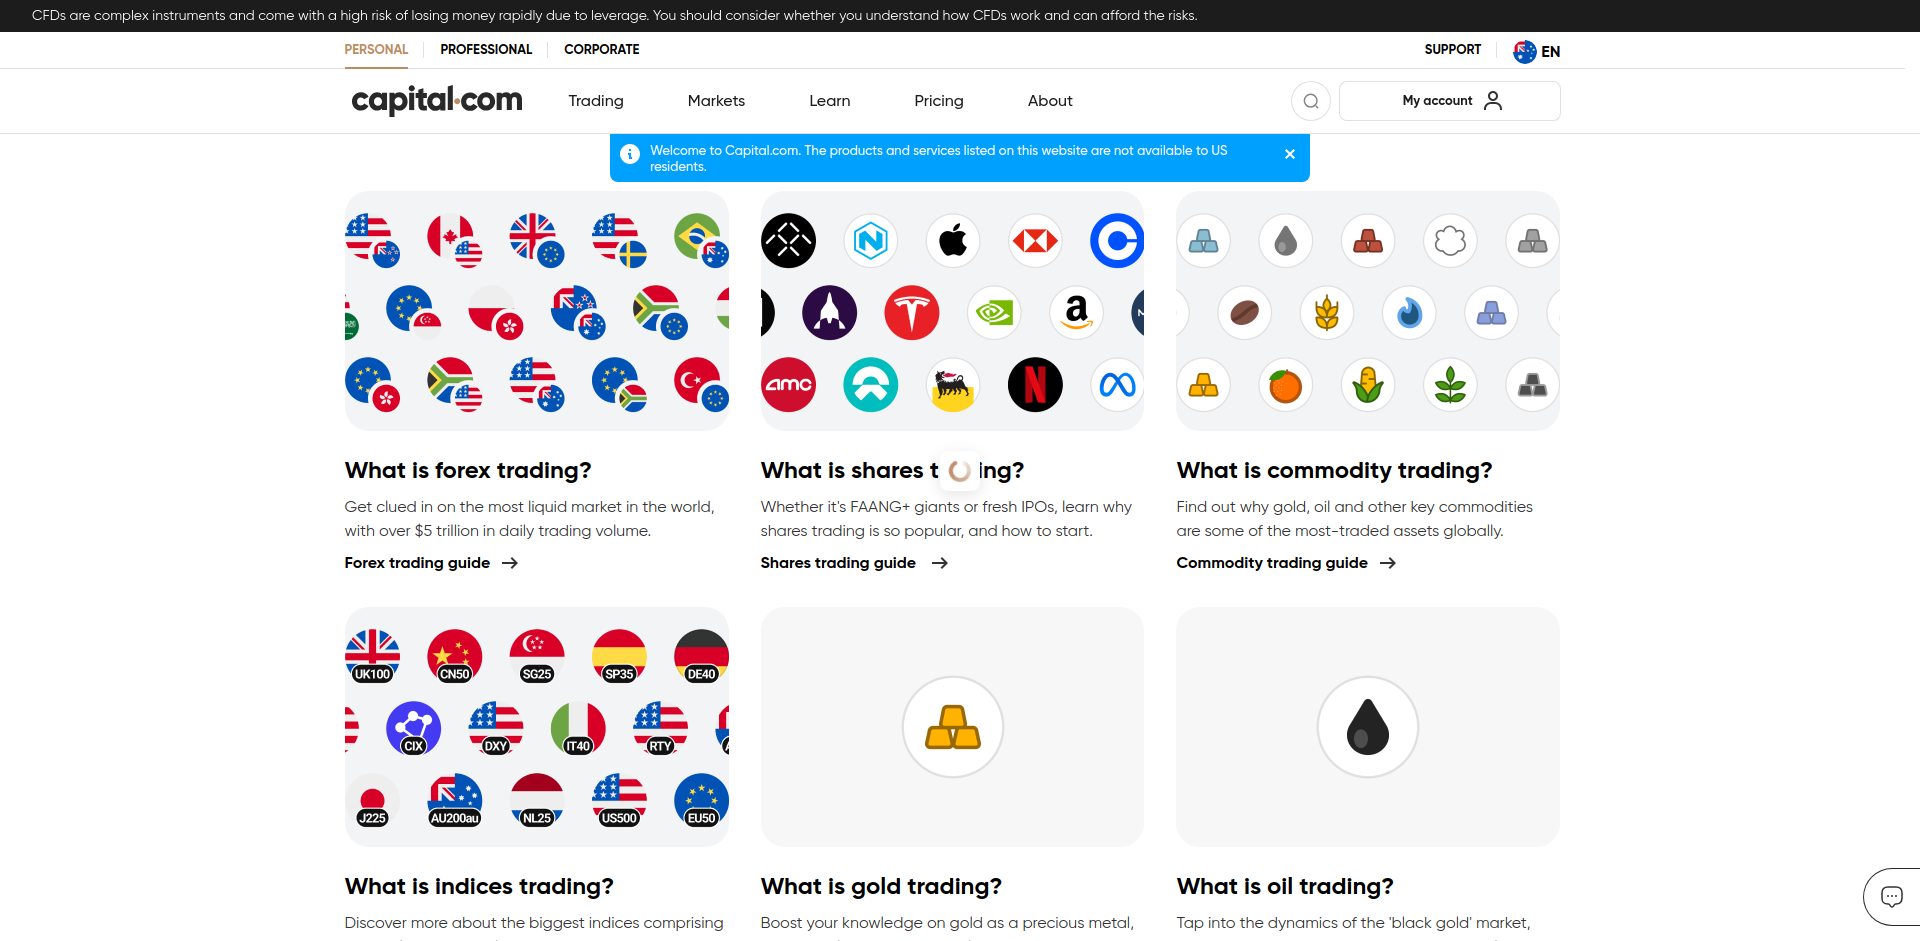 CFDs are complex instruments and come with a high risk of losing money rapidly due to leverage. You should consider whether you understand how CFDs work and can afford the risks.
PERSONAL PROFESSIONAL CORPORATE SUPPORT EN
capital.com Trading Markets Learn Pricing About My account
Welcome to Capital.com. The products and services listed on this website are not available to US
residents.
amc
What is forex trading?
Get clued in on the most liquid market in the world,
with over $5 trillion in daily trading volume.
Forex trading guide
What is shares t ing?
Whether it's FAANG+ giants or fresh IPOs, learn why
shares trading is so popular, and how to start.
Shares trading guide
What is commodity trading?
Find out why gold, oil and other key commodities
are some of the most-traded assets globally.
Commodity trading guide
UK100 CN50 SG25 SP35 DE40
CIX DXY IT40 RTY
J225 AU200au NL25 US500 EU50
What is indices trading?
Discover more about the biggest indices comprising
What is gold trading?
Boost your knowledge on gold as a precious metal,
What is oil trading?
Tap into the dynamics of the 'black gold' market,